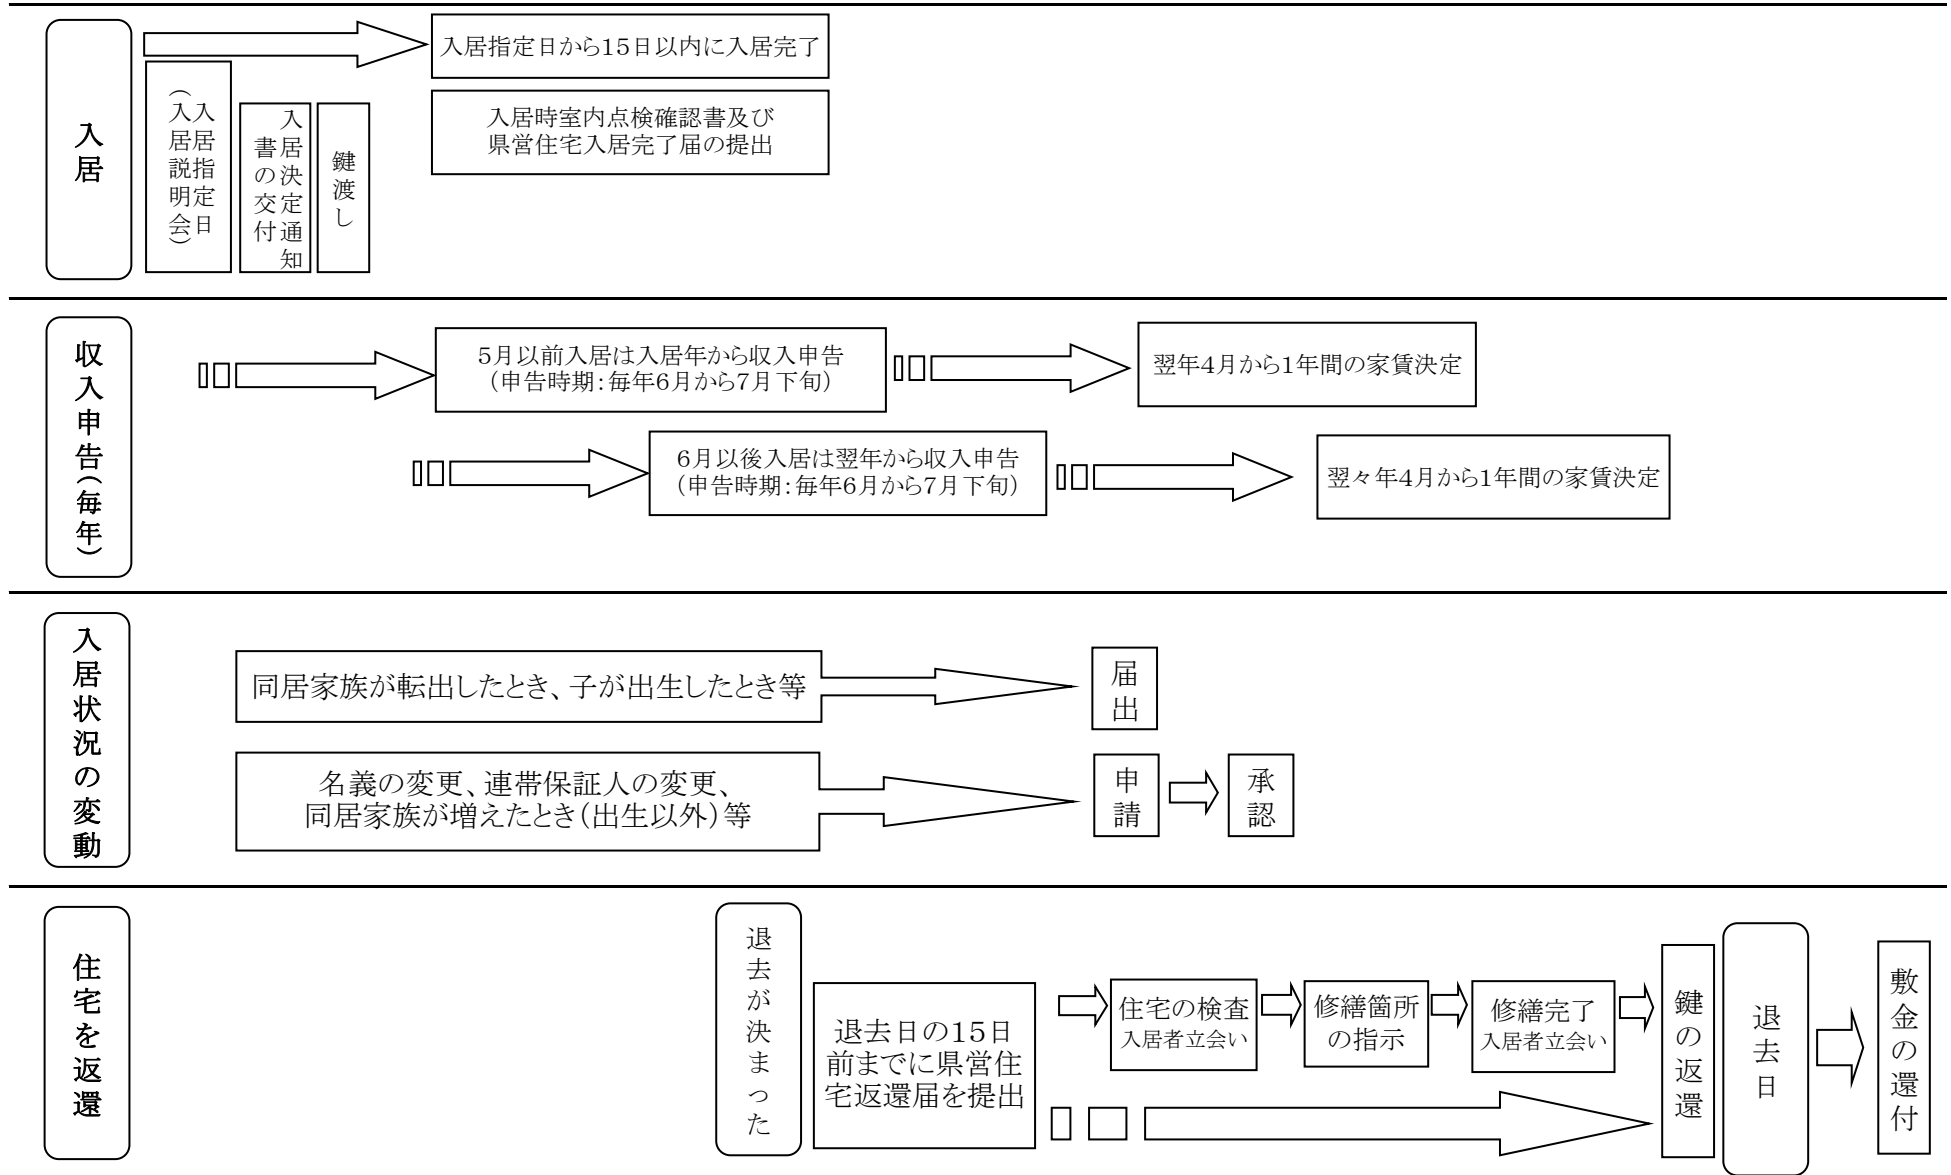 入居
入居指定日
(入居説明会)
入居決定通知
書の交付
鍵渡し
入居指定日から15日以内に入居完了
入居時室内点検確認書及び
県営住宅入居完了届の提出
収入申告(毎年)
5月以前入居は入居年から収入申告
(申告時期:毎年6月から7月下旬)
翌年4月から1年間の家賃決定
6月以後入居は翌年から収入申告
(申告時期:毎年6月から7月下旬)
翌々年4月から1年間の家賃決定
入居状況の変動
同居家族が転出したとき、子が出生したとき等
届出
名義の変更、連帯保証人の変更、
同居家族が増えたとき(出生以外)等
申請
承認
住宅を返還
退去が決まった
退去日の15日
前までに県営住
宅返還届を提出
住宅の検査
入居者立会い
修繕箇所
の指示
修繕完了
入居者立会い
鍵の返還
退去日
敷金の還付